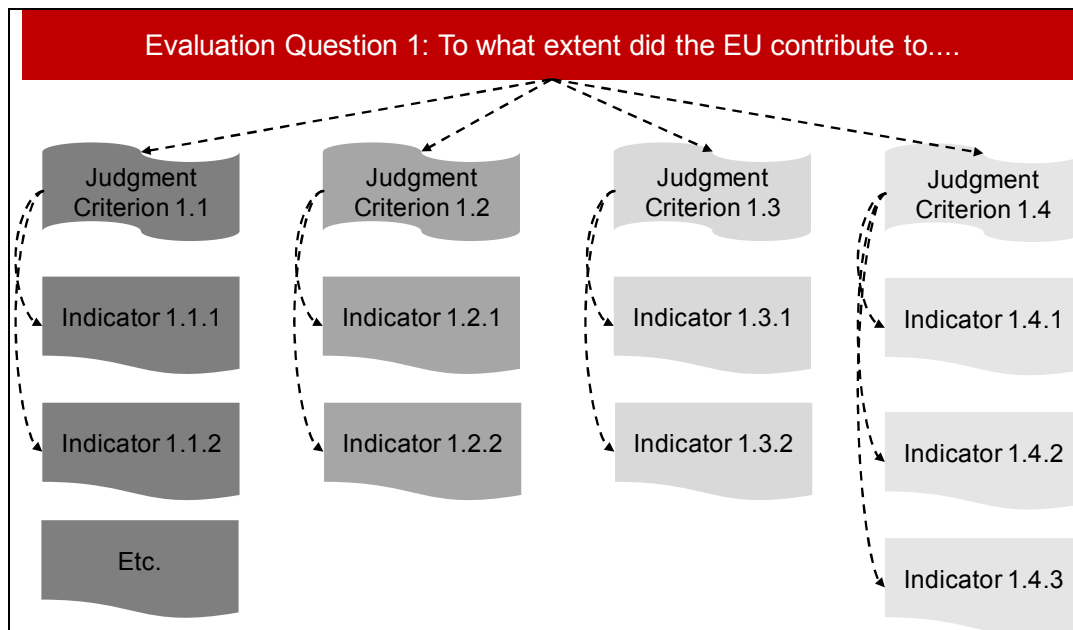 Evaluation Question 1: To what extent did the EU contribute to....
Judgment
Criterion 1.1
Judgment
Criterion 1.2
Judgment
Criterion 1.3
Judgment
Criterion 1.4
Indicator 1.1.1
Indicator 1.2.1
Indicator 1.3.1
Indicator 1.4.1
Indicator 1.1.2
Indicator 1.2.2
Indicator 1.3.2
Indicator 1.4.2
Etc.
Indicator 1.4.3